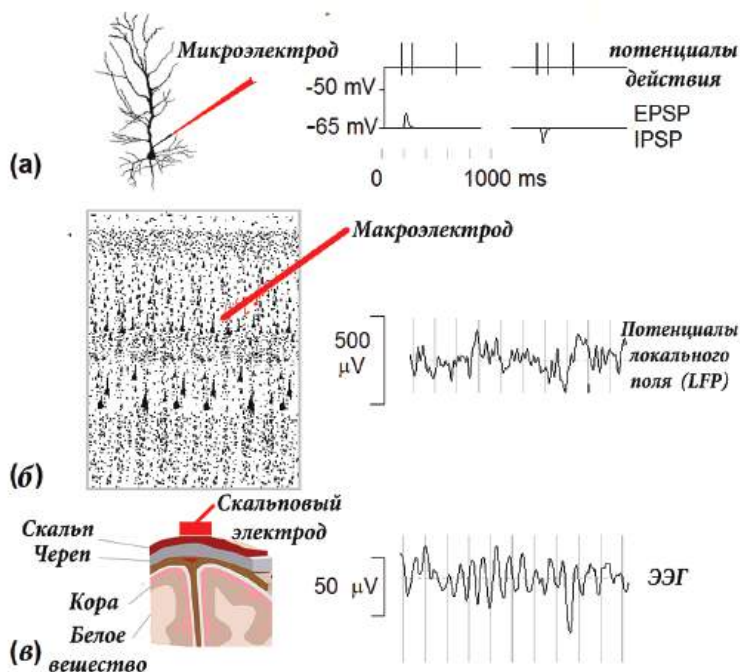 Микроэлектрод
потенциалы
действия
-50 mV
-65 mV
EPSP
IPSP
(а)
0
1000 ms
Макроэлектрод
500
μV
Потенциалы
локального
поля (LFP)
(б)
Скальповый
электрод
Скальп
Череп
Кора
Белое
вещество
50 μV
ЭЭГ
(в)